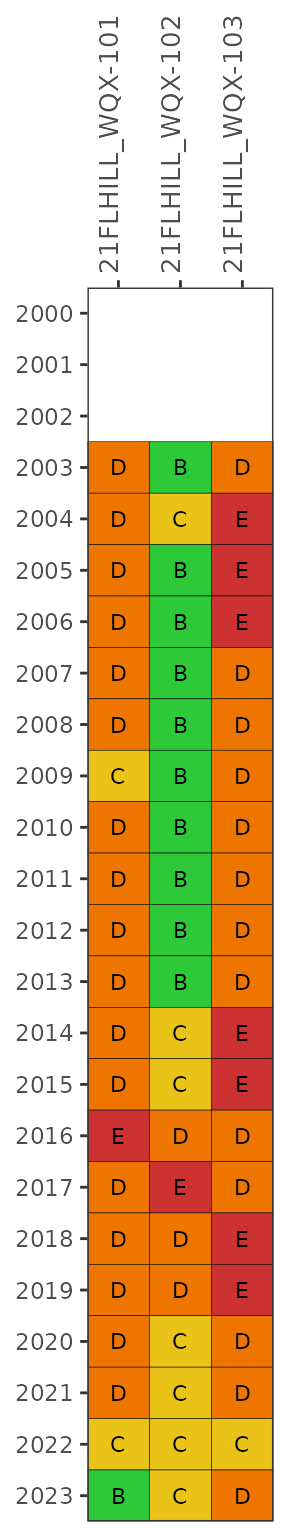 21FLHILL_WQX-101
21FLHILL_WQX-102
21FLHILL_WQX-103
2000
2001
2002
2003 D B D
2004 D C E
2005 D B E
2006 D B E
2007 D B D
2008 D B D
2009 C B D
2010 D B D
2011 D B D
2012 D B D
2013 D B D
2014 D C E
2015 D C E
2016 E D D
2017 D E D
2018 D D E
2019 D D E
2020 D C D
2021 D C D
2022 C C C
2023 B C D